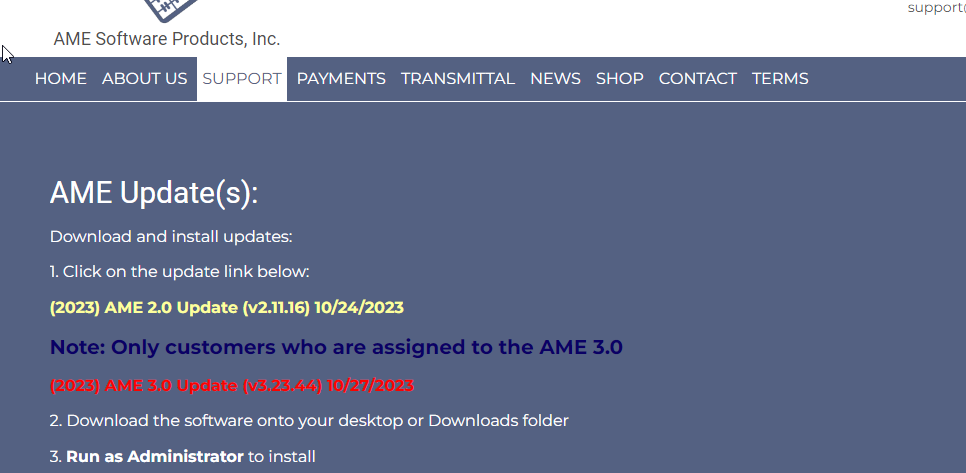 support@
AME Software Products, Inc.
HOME ABOUT US SUPPORT PAYMENTS TRANSMITTAL NEWS SHOP CONTACT TERMS
AME Update(s):
Download and install updates:
1. Click on the update link below:
(2023) AME 2.0 Update (v2.11.16) 10/24/2023
Note: Only customers who are assigned to the AME 3.0
(2023) AME 3.0 Update (v3.23.44) 10/27/2023
2. Download the software onto your desktop or Downloads folder
3. Run as Administrator to install